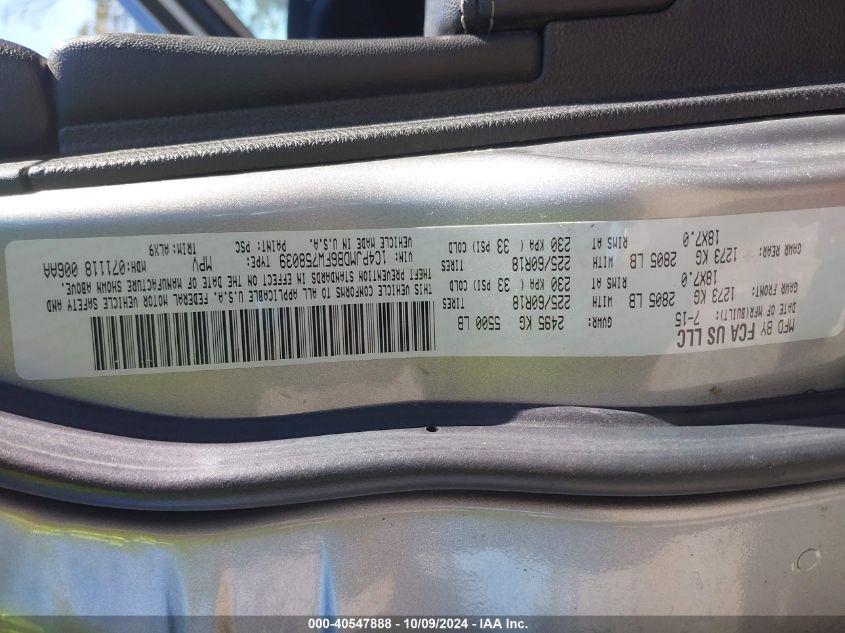 MFD BY FCA US LLC
DATE OF MFR(BUILT): 7-15
GVWR: 2495 KG 5500 LB
GAWR FRONT: 1273 KG 2805 LB WITH TIRES 225/60R18
18X7.0 RIMS AT 230 KPA ( 33 PSI) COLD
GAWR REAR: 1273 KG 2805 LB WITH TIRES 225/60R18
18X7.0 RIMS AT 230 KPA ( 33 PSI) COLD
THIS VEHICLE CONFORMS TO ALL APPLICABLE U.S.A. FEDERAL MOTOR VEHICLE SAFETY AND
THEFT PREVENTION STANDARDS IN EFFECT ON THE DATE OF MANUFACTURE SHOWN ABOVE.
VIN: 1C4PJMDB6FW758039 TYPE: MPV MDH: 071118 006AA
VEHICLE MADE IN U.S.A. PAINT: PSC TRIM: ALX9
000-40547888 - 10/09/2024 - IAA Inc.